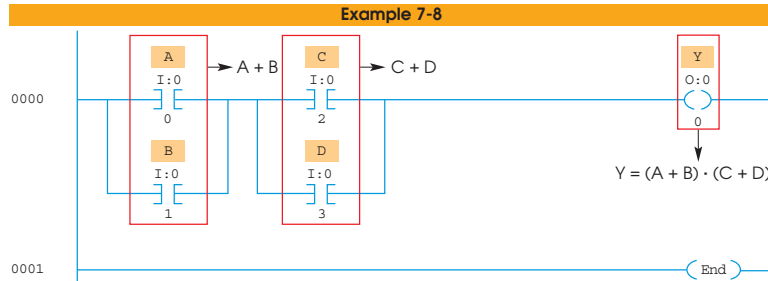 Example 7-8
A
I:0
0
A + B
C
I:0
2
C + D
Y
O:0
0
0000
B
I:0
1
D
I:0
3
Y = (A + B) · (C + D)
0001
End